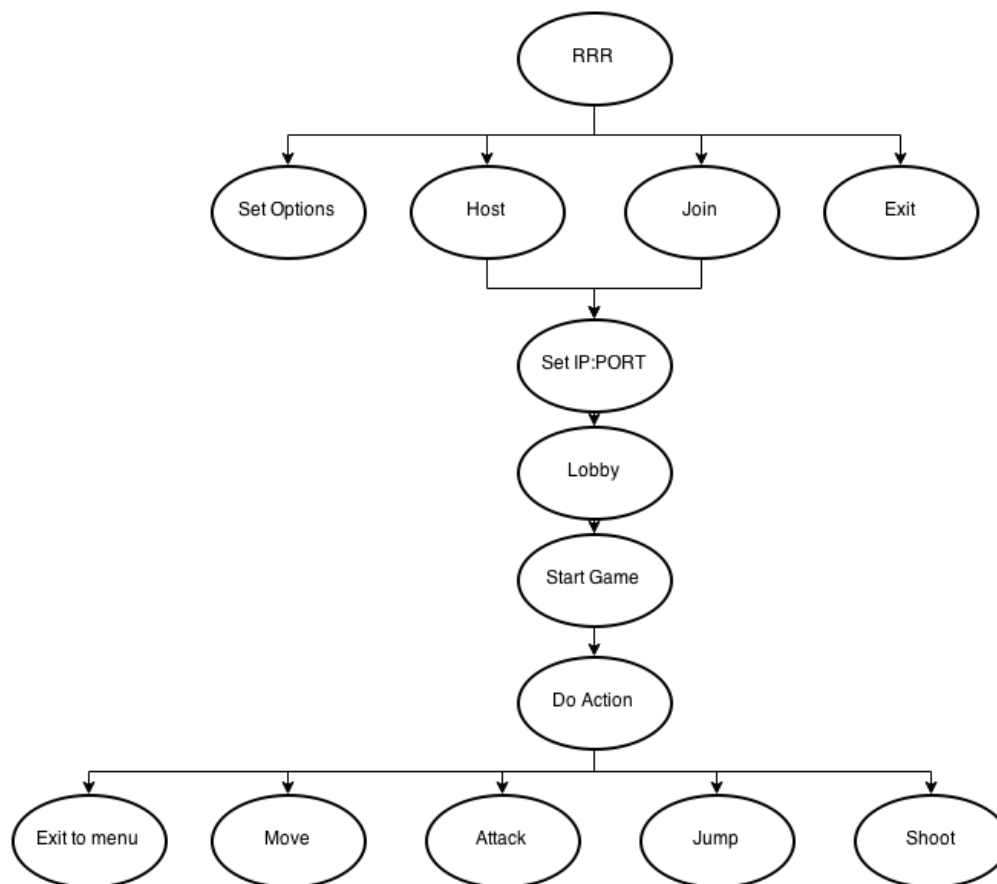 RRR
Set Options
Host
Join
Exit
Set IP:PORT
Lobby
Start Game
Do Action
Exit to menu
Move
Attack
Jump
Shoot